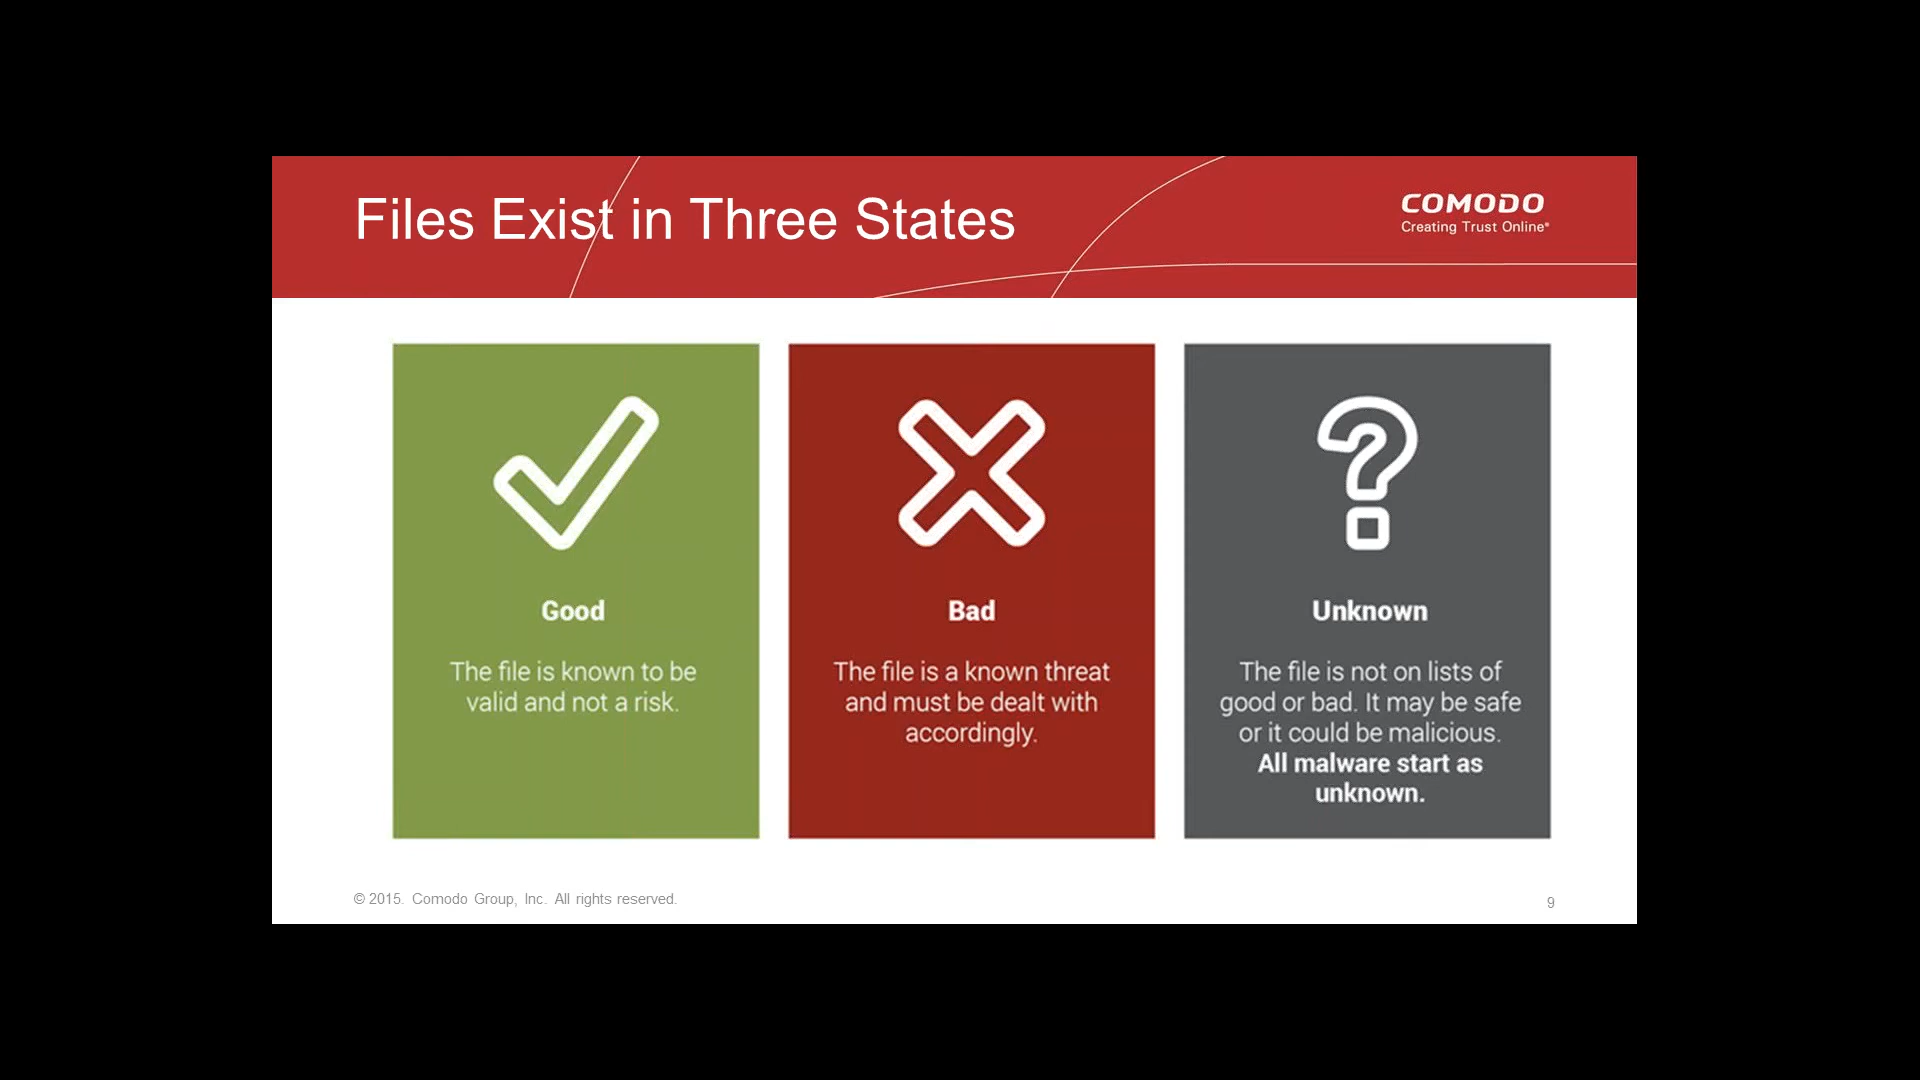 Files Exist in Three States
COMODO
Creating Trust Online®
Good
The file is known to be
valid and not a risk.
Bad
The file is a known threat
and must be dealt with
accordingly.
Unknown
The file is not on lists of
good or bad. It may be safe
or it could be malicious.
All malware start as
unknown.
© 2015. Comodo Group, Inc. All rights reserved.
9